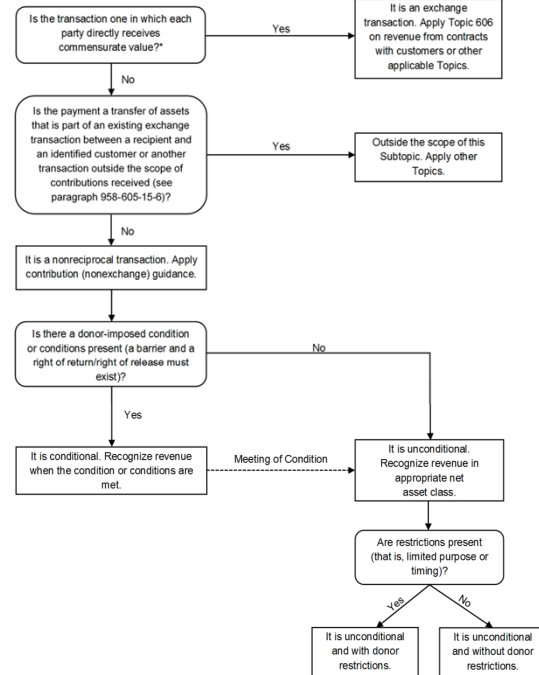 Is the transaction one in which each
party directly receives
commensurate value?*
Yes
It is an exchange
transaction. Apply Topic 606
on revenue from contracts
with customers or other
applicable Topics.
No
Is the payment a transfer of assets
that is part of an existing exchange
transaction between a recipient and
an identified customer or another
transaction outside the scope of
contributions received (see
paragraph 958-605-15-6)?
Yes
Outside the scope of this
Subtopic. Apply other
Topics.
No
It is a nonreciprocal transaction. Apply
contribution (nonexchange) guidance.
Is there a donor-imposed condition
or conditions present (a barrier and a
right of return/right of release must
exist)?
No
Yes
It is conditional. Recognize revenue
when the condition or conditions are
met.
Meeting of Condition
It is unconditional.
Recognize revenue in
appropriate net
asset class.
Are restrictions present
(that is, limited purpose or
timing)?
Yes
No
It is unconditional
and with donor
restrictions.
It is unconditional
and without donor
restrictions.